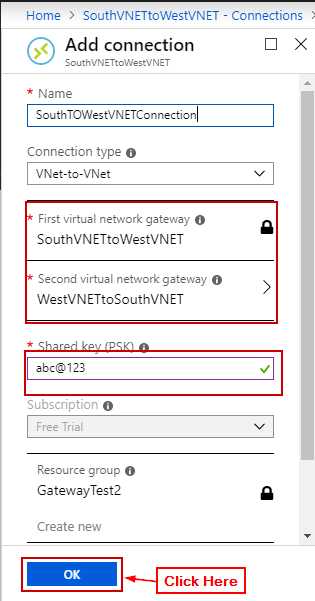 Home > SouthVNETtoWestVNET - Connections >
Add connection
SouthVNETtoWestVNET
* Name
SouthTOWestVNETConnection
Connection type
VNet-to-VNet
* First virtual network gateway
SouthVNETtoWestVNET
* Second virtual network gateway
WestVNETtoSouthVNET
* Shared key (PSK)
abc@123
Subscription
Free Trial
Resource group
GatewayTest2
Create new
OK
Click Here